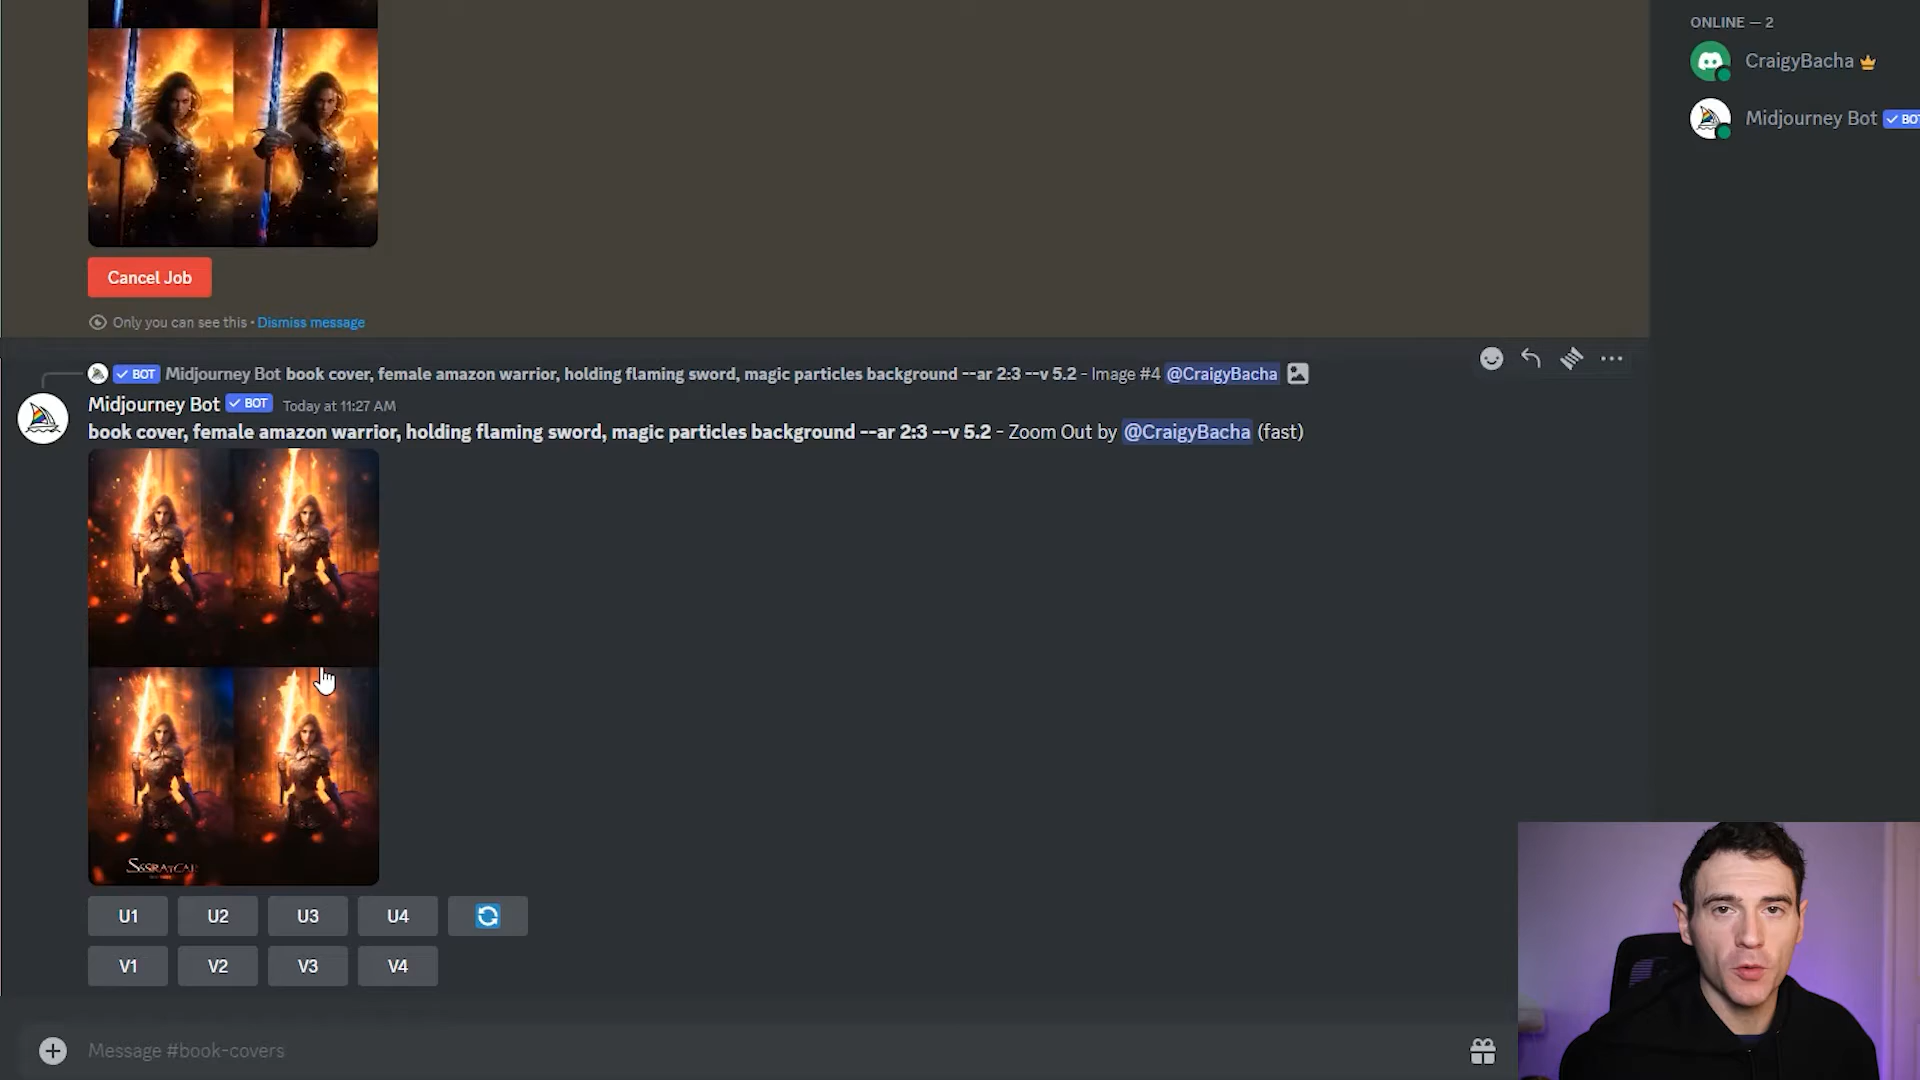 ONLINE — 2
CraigyBacha
Midjourney Bot ✓ BOT
Cancel Job
Only you can see this • Dismiss message
✓ BOT Midjourney Bot book cover, female amazon warrior, holding flaming sword, magic particles background --ar 2:3 --v 5.2 - Image #4 @CraigyBacha
Midjourney Bot ✓ BOT Today at 11:27 AM
book cover, female amazon warrior, holding flaming sword, magic particles background --ar 2:3 --v 5.2 - Zoom Out by @CraigyBacha (fast)
U1 U2 U3 U4
V1 V2 V3 V4
Message #book-covers